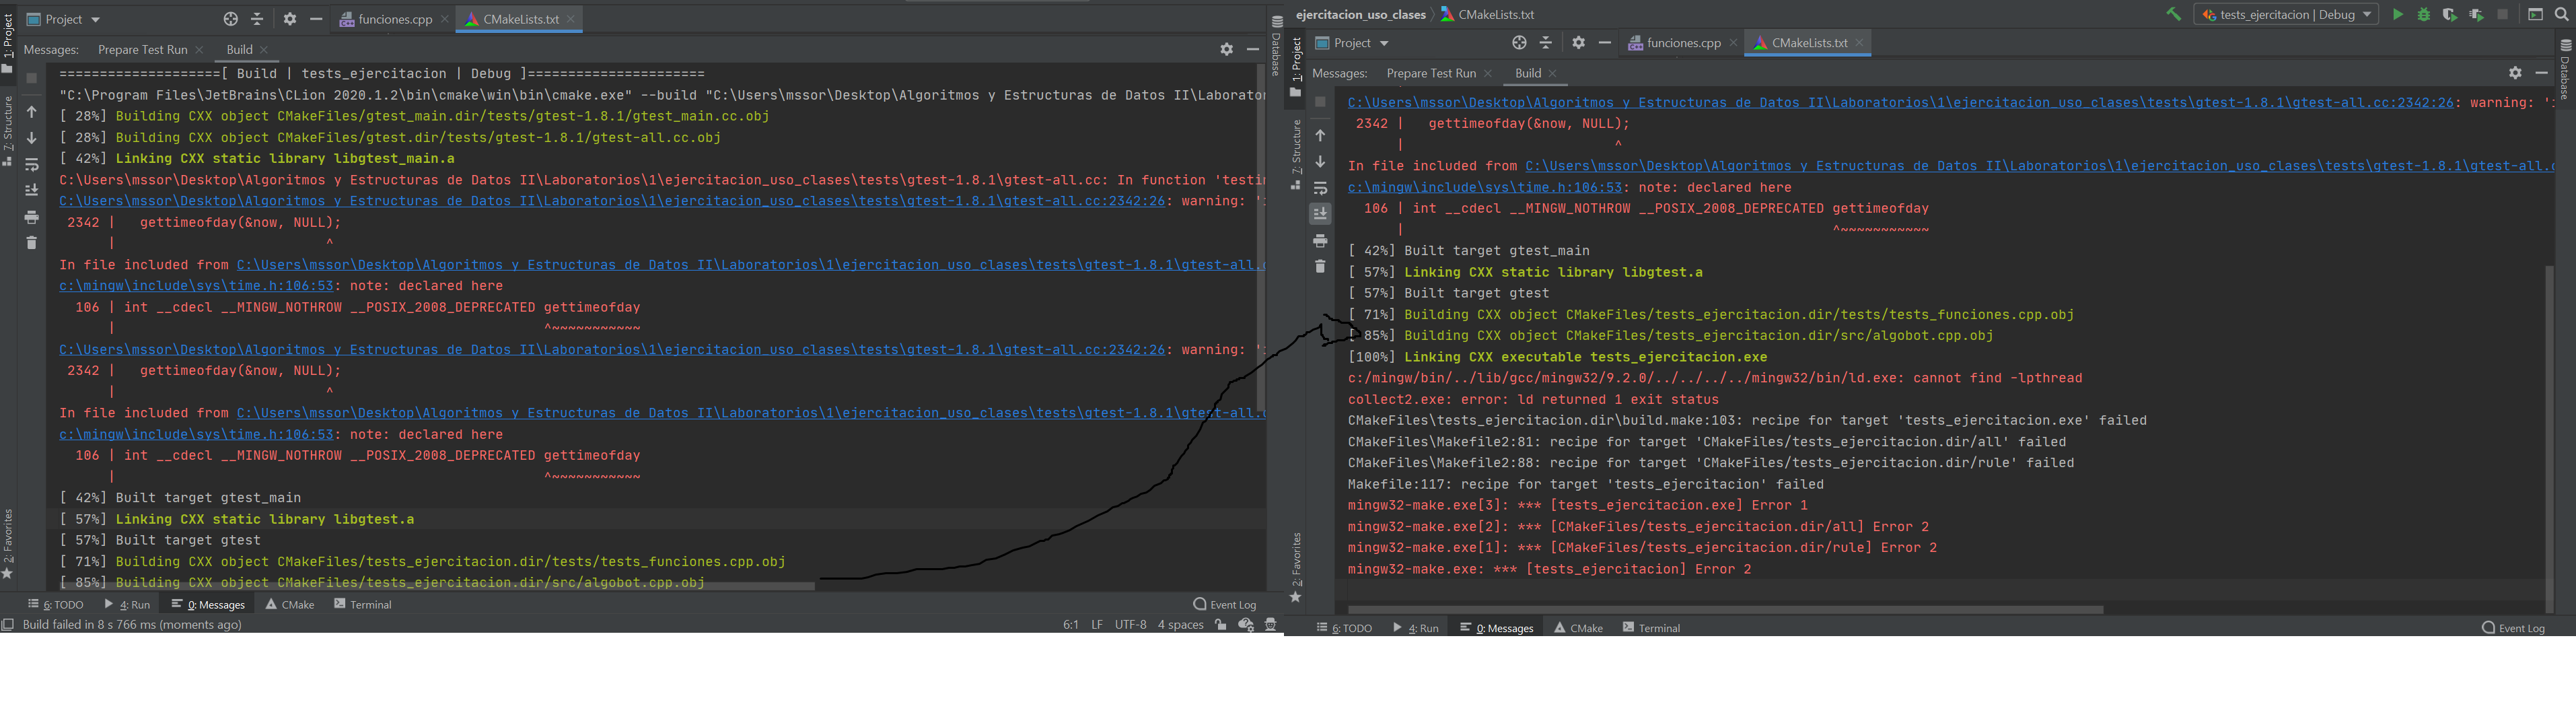 Project
funciones.cpp
CMakeLists.txt
Messages:
Prepare Test Run
Build
1: Project
7: Structure
2: Favorites
Database
====================[ Build | tests_ejercitacion | Debug ]======================
"C:\Program Files\JetBrains\CLion 2020.1.2\bin\cmake\win\bin\cmake.exe" --build "C:\Users\mssor\Desktop\Algoritmos y Estructuras de Datos II\Laborator
[ 28%] Building CXX object CMakeFiles/gtest_main.dir/tests/gtest-1.8.1/gtest_main.cc.obj
[ 28%] Building CXX object CMakeFiles/gtest.dir/tests/gtest-1.8.1/gtest-all.cc.obj
[ 42%] Linking CXX static library libgtest_main.a
C:\Users\mssor\Desktop\Algoritmos y Estructuras de Datos II\Laboratorios\1\ejercitacion_uso_clases\tests\gtest-1.8.1\gtest-all.cc: In function 'testi
C:\Users\mssor\Desktop\Algoritmos y Estructuras de Datos II\Laboratorios\1\ejercitacion_uso_clases\tests\gtest-1.8.1\gtest-all.cc:2342:26: warning: '
2342 |   gettimeofday(&now, NULL);
|                          ^
In file included from C:\Users\mssor\Desktop\Algoritmos y Estructuras de Datos II\Laboratorios\1\ejercitacion_uso_clases\tests\gtest-1.8.1\gtest-all.c
c:\mingw\include\sys\time.h:106:53: note: declared here
106 | int __cdecl __MINGW_NOTHROW __POSIX_2008_DEPRECATED gettimeofday
|                                                     ^~~~~~~~~~~~
C:\Users\mssor\Desktop\Algoritmos y Estructuras de Datos II\Laboratorios\1\ejercitacion_uso_clases\tests\gtest-1.8.1\gtest-all.cc:2342:26: warning: '
2342 |   gettimeofday(&now, NULL);
|                          ^
In file included from C:\Users\mssor\Desktop\Algoritmos y Estructuras de Datos II\Laboratorios\1\ejercitacion_uso_clases\tests\gtest-1.8.1\gtest-all.c
c:\mingw\include\sys\time.h:106:53: note: declared here
106 | int __cdecl __MINGW_NOTHROW __POSIX_2008_DEPRECATED gettimeofday
|                                                     ^~~~~~~~~~~~
[ 42%] Built target gtest_main
[ 57%] Linking CXX static library libgtest.a
[ 57%] Built target gtest
[ 71%] Building CXX object CMakeFiles/tests_ejercitacion.dir/tests/tests_funciones.cpp.obj
[ 85%] Building CXX object CMakeFiles/tests_ejercitacion.dir/src/algobot.cpp.obj
6: TODO
4: Run
0: Messages
CMake
Terminal
Event Log
Build failed in 8 s 766 ms (moments ago)
6:1
LF
UTF-8
4 spaces
ejercitacion_uso_clases
CMakeLists.txt
tests_ejercitacion | Debug
Project
funciones.cpp
CMakeLists.txt
Messages:
Prepare Test Run
Build
1: Project
7: Structure
2: Favorites
Database
C:\Users\mssor\Desktop\Algoritmos y Estructuras de Datos II\Laboratorios\1\ejercitacion_uso_clases\tests\gtest-1.8.1\gtest-all.cc:2342:26: warning: '
2342 |   gettimeofday(&now, NULL);
|                          ^
In file included from C:\Users\mssor\Desktop\Algoritmos y Estructuras de Datos II\Laboratorios\1\ejercitacion_uso_clases\tests\gtest-1.8.1\gtest-all.c
c:\mingw\include\sys\time.h:106:53: note: declared here
106 | int __cdecl __MINGW_NOTHROW __POSIX_2008_DEPRECATED gettimeofday
|                                                     ^~~~~~~~~~~~
[ 42%] Built target gtest_main
[ 57%] Linking CXX static library libgtest.a
[ 57%] Built target gtest
[ 71%] Building CXX object CMakeFiles/tests_ejercitacion.dir/tests/tests_funciones.cpp.obj
[ 85%] Building CXX object CMakeFiles/tests_ejercitacion.dir/src/algobot.cpp.obj
[100%] Linking CXX executable tests_ejercitacion.exe
c:/mingw/bin/../lib/gcc/mingw32/9.2.0/../../../../mingw32/bin/ld.exe: cannot find -lpthread
collect2.exe: error: ld returned 1 exit status
CMakeFiles\tests_ejercitacion.dir\build.make:103: recipe for target 'tests_ejercitacion.exe' failed
CMakeFiles\Makefile2:81: recipe for target 'CMakeFiles/tests_ejercitacion.dir/all' failed
CMakeFiles\Makefile2:88: recipe for target 'CMakeFiles/tests_ejercitacion.dir/rule' failed
Makefile:117: recipe for target 'tests_ejercitacion' failed
mingw32-make.exe[3]: *** [tests_ejercitacion.exe] Error 1
mingw32-make.exe[2]: *** [CMakeFiles/tests_ejercitacion.dir/all] Error 2
mingw32-make.exe[1]: *** [CMakeFiles/tests_ejercitacion.dir/rule] Error 2
mingw32-make.exe: *** [tests_ejercitacion] Error 2
6: TODO
4: Run
0: Messages
CMake
Terminal
Event Log